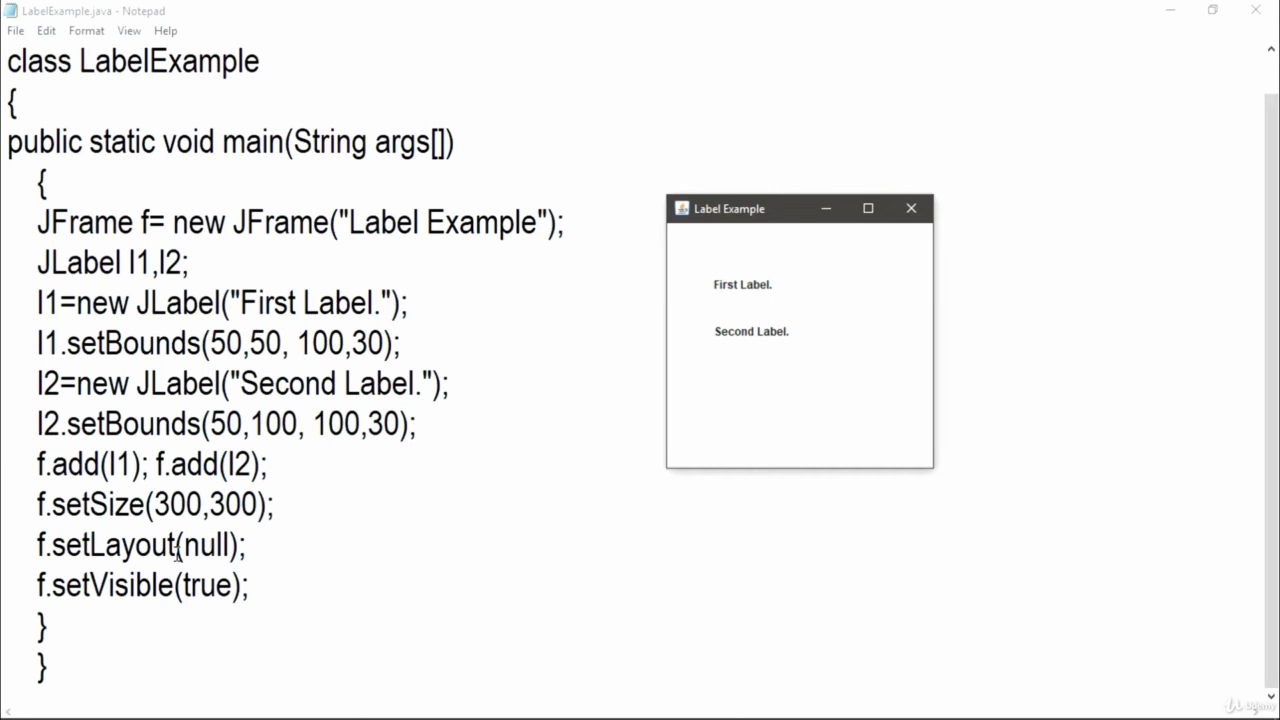 LabelExample.java - Notepad
File Edit Format View Help
class LabelExample
{
public static void main(String args[])
{
JFrame f= new JFrame("Label Example");
JLabel l1,l2;
l1=new JLabel("First Label.");
l1.setBounds(50,50, 100,30);
l2=new JLabel("Second Label.");
l2.setBounds(50,100, 100,30);
f.add(l1); f.add(l2);
f.setSize(300,300);
f.setLayout(null);
f.setVisible(true);
}
}
Label Example
First Label.
Second Label.
Udemy